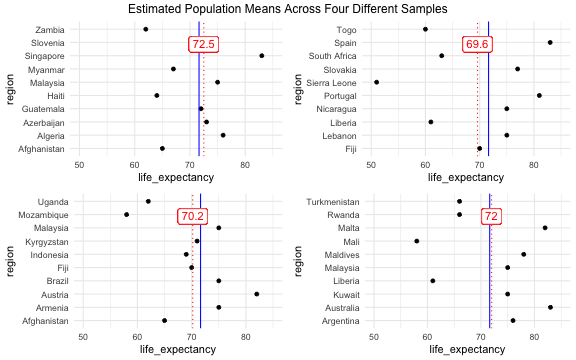 Estimated Population Means Across Four Different Samples
region
Zambia
Slovenia
Singapore
Myanmar
Malaysia
Haiti
Guatemala
Azerbaijan
Algeria
Afghanistan
72.5
50 60 70 80
life_expectancy
region
Togo
Spain
South Africa
Slovakia
Sierra Leone
Portugal
Nicaragua
Liberia
Lebanon
Fiji
69.6
50 60 70 80
life_expectancy
region
Uganda
Mozambique
Malaysia
Kyrgyzstan
Indonesia
Fiji
Brazil
Austria
Armenia
Afghanistan
70.2
50 60 70 80
life_expectancy
region
Turkmenistan
Rwanda
Malta
Mali
Maldives
Malaysia
Liberia
Kuwait
Australia
Argentina
72
50 60 70 80
life_expectancy